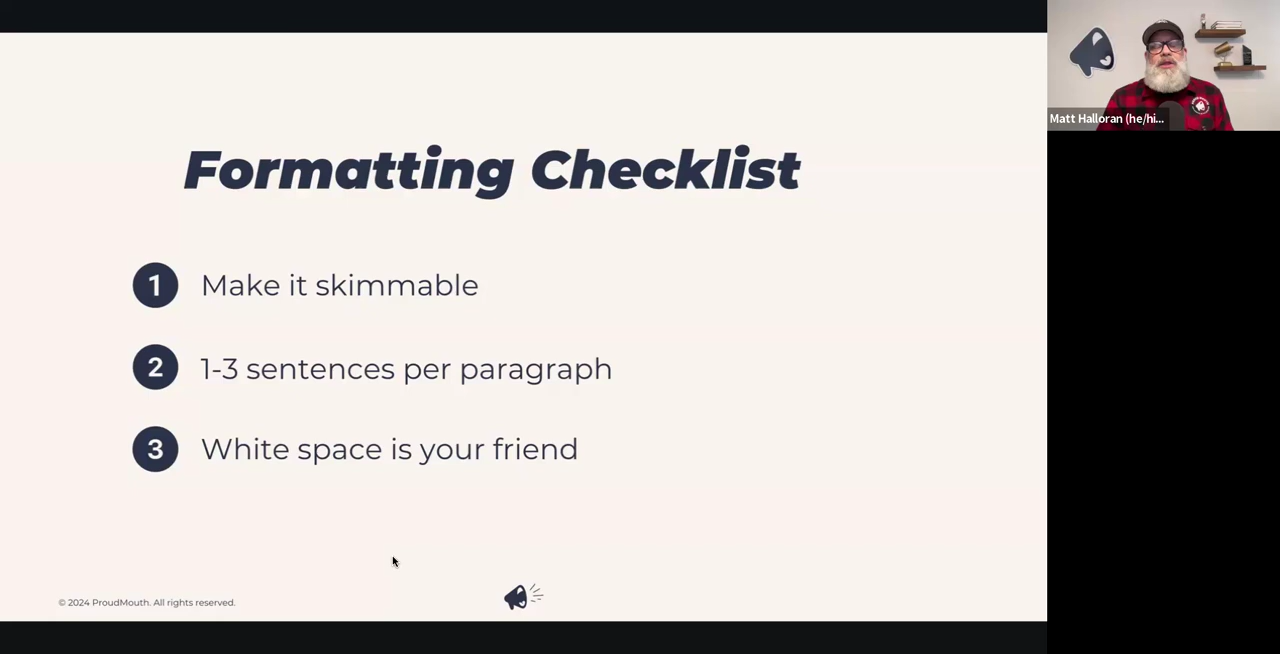 Formatting Checklist
1 Make it skimmable
2 1-3 sentences per paragraph
3 White space is your friend
© 2024 ProudMouth. All rights reserved.
Matt Halloran (he/hi...